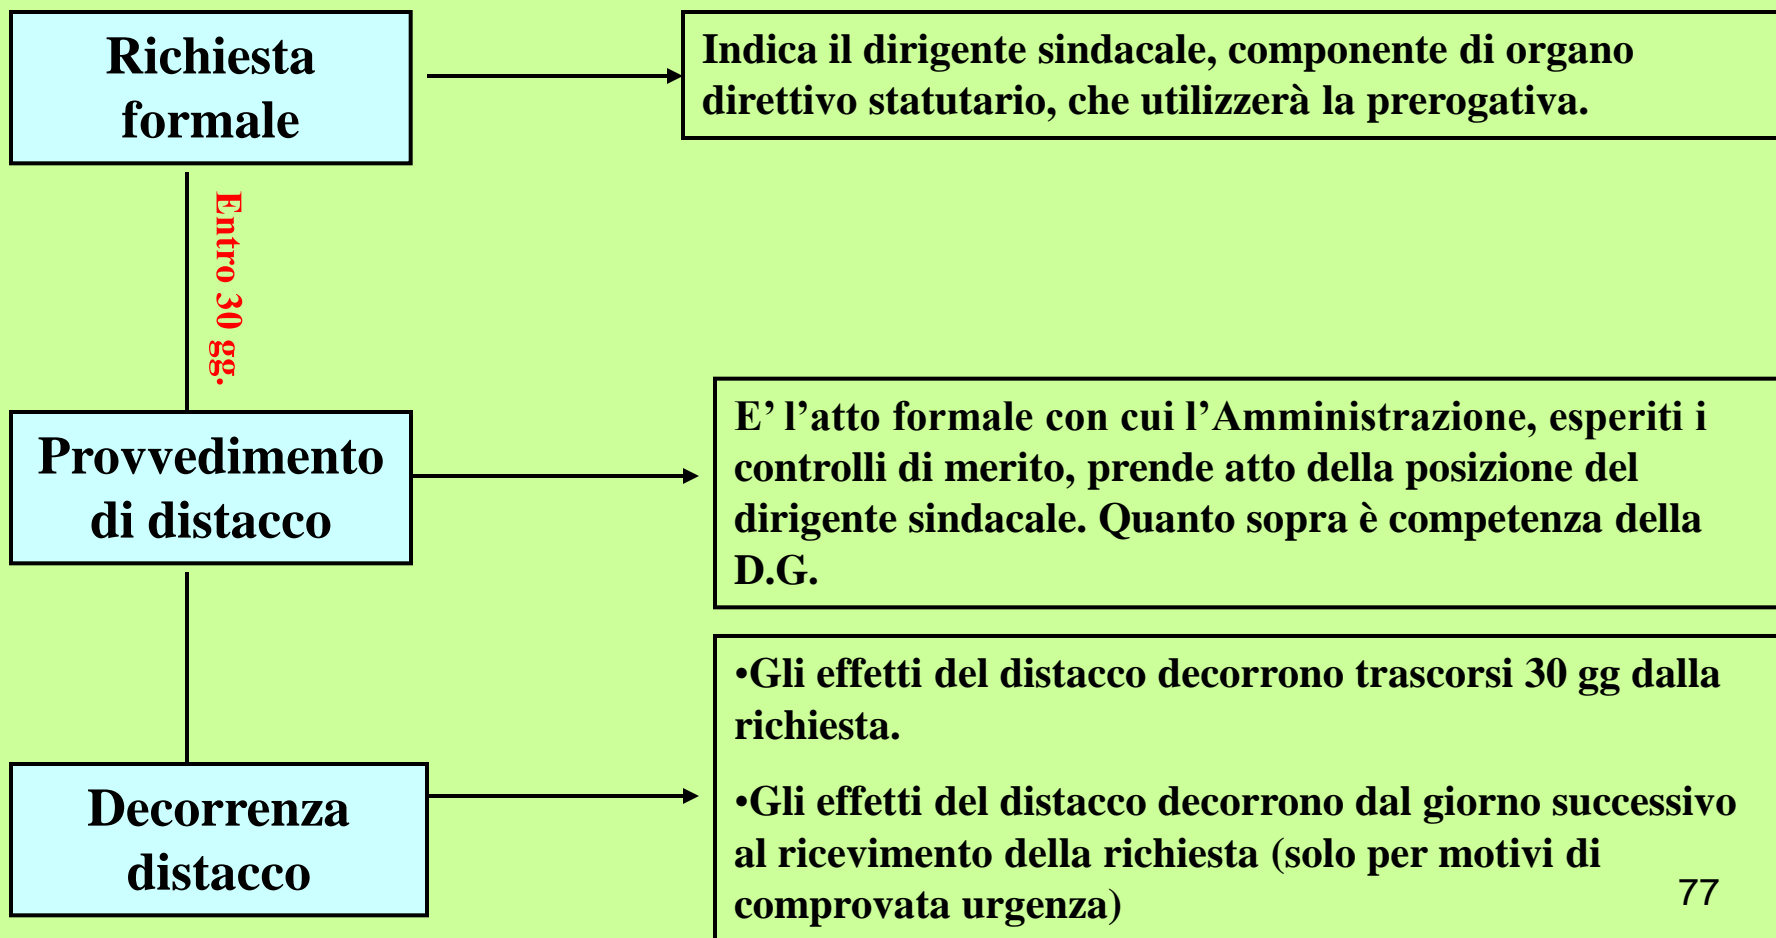 Richiesta
formale
Indica il dirigente sindacale, componente di organo
direttivo statutario, che utilizzerà la prerogativa.
Entro 30 gg.
Provvedimento
di distacco
E’ l’atto formale con cui l’Amministrazione, esperiti i
controlli di merito, prende atto della posizione del
dirigente sindacale. Quanto sopra è competenza della
D.G.
Decorrenza
distacco
•Gli effetti del distacco decorrono trascorsi 30 gg dalla
richiesta.
•Gli effetti del distacco decorrono dal giorno successivo
al ricevimento della richiesta (solo per motivi di
comprovata urgenza)
77